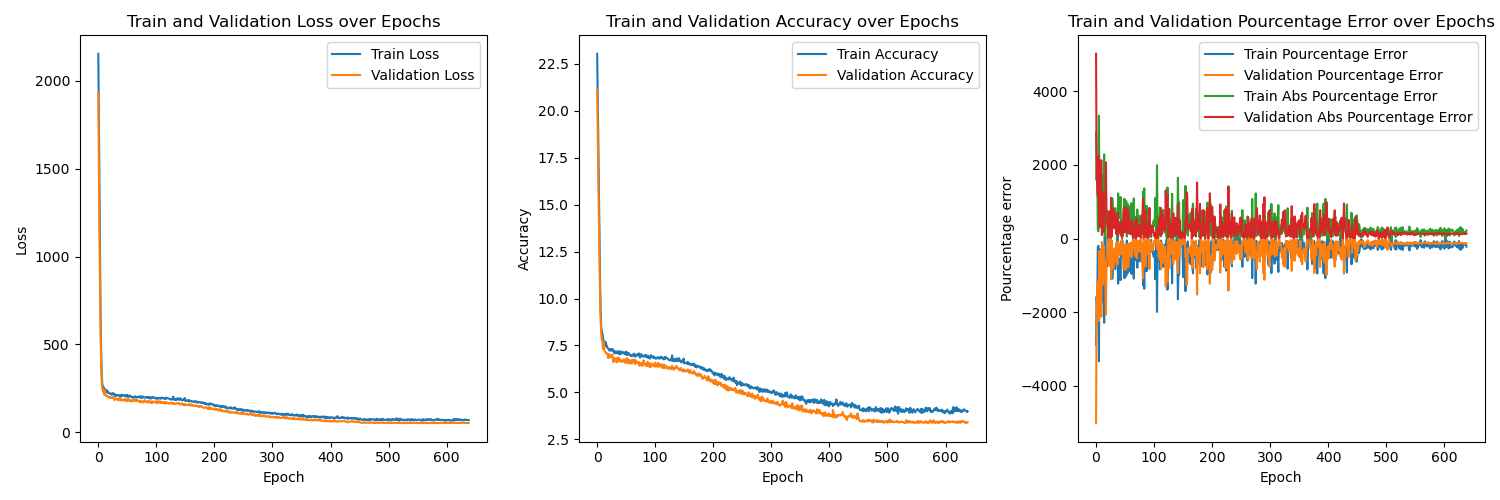 Train and Validation Loss over Epochs
Train Loss
Validation Loss
Loss
2000
1500
1000
500
0
0 100 200 300 400 500 600
Epoch
Train and Validation Accuracy over Epochs
Train Accuracy
Validation Accuracy
Accuracy
22.5
20.0
17.5
15.0
12.5
10.0
7.5
5.0
2.5
0 100 200 300 400 500 600
Epoch
Train and Validation Pourcentage Error over Epochs
Train Pourcentage Error
Validation Pourcentage Error
Train Abs Pourcentage Error
Validation Abs Pourcentage Error
Pourcentage error
4000
2000
0
−2000
−4000
0 100 200 300 400 500 600
Epoch